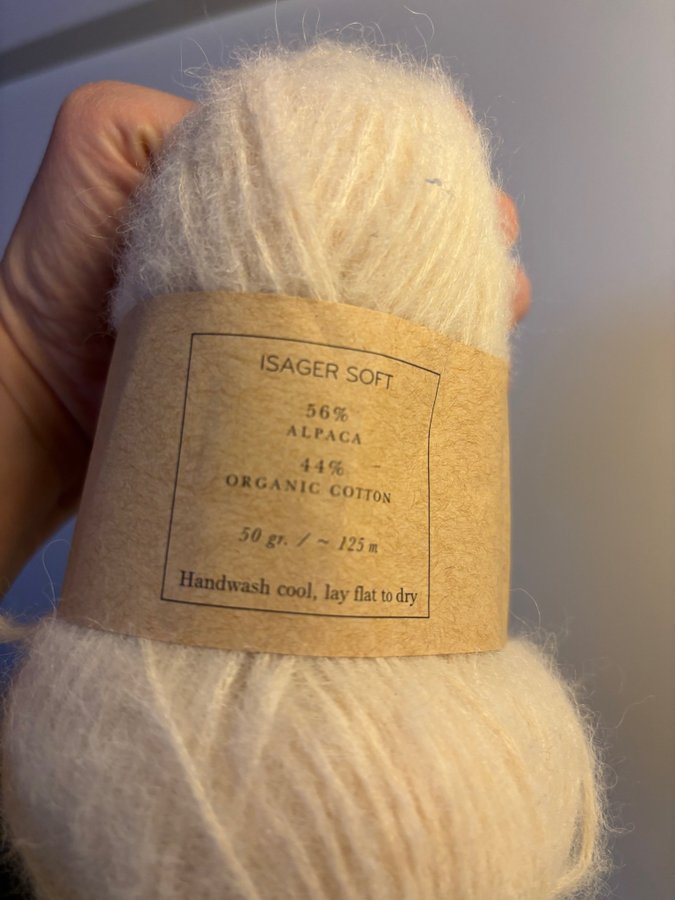 ISAGER SOFT
56%
ALPACA
44%
ORGANIC COTTON
50 gr. / ~ 125 m
Handwash cool, lay flat to dry